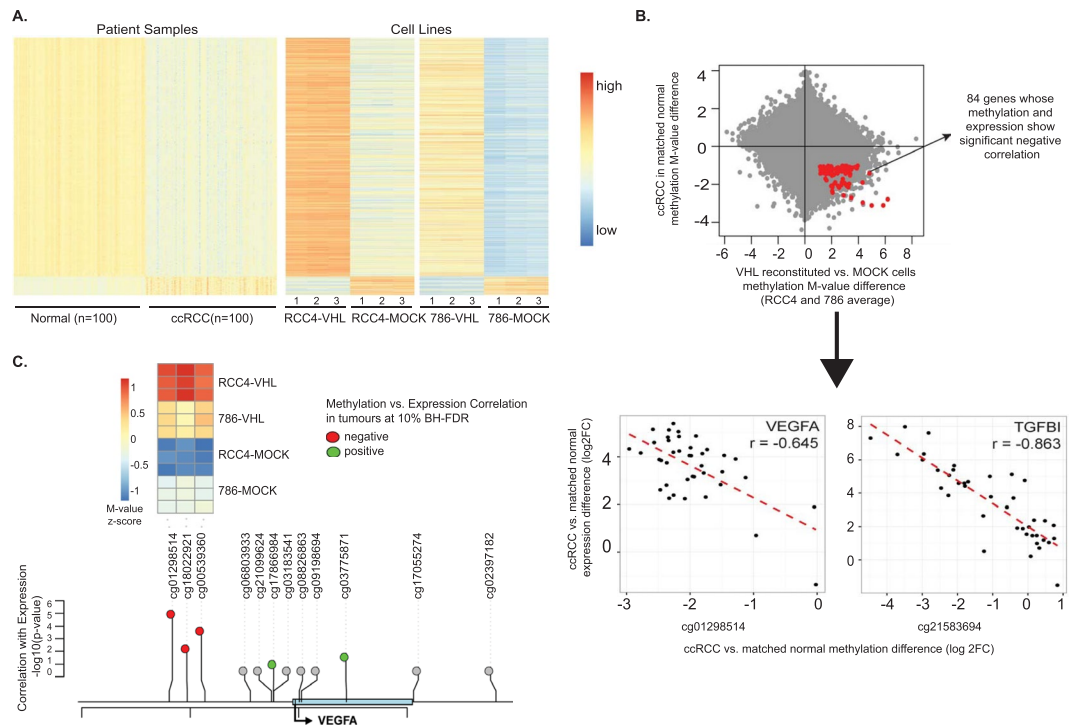 A.
Patient Samples
Cell Lines
high
low
1 2 3 1 2 3 1 2 3 1 2 3
Normal (n=100)
ccRCC(n=100)
RCC4-VHL
RCC4-MOCK
786-VHL
786-MOCK
B.
ccRCC in matched normal
methylation M-value difference
4
2
0
-2
-4
-6 -4 -2 0 2 4 6 8
VHL reconstituted vs. MOCK cells
methylation M-value difference
(RCC4 and 786 average)
84 genes whose
methylation and
expression show
significant negative
correlation
ccRCC vs. matched normal
expression difference (log2FC)
VEGFA
r = -0.645
4
2
0
-3 -2 -1 0
cg01298514
TGFBI
r = -0.863
8
6
4
2
0
-4 -3 -2 -1 0 1
cg21583694
ccRCC vs. matched normal methylation difference (log 2FC)
C.
1
0.5
0
-0.5
-1
M-value
z-score
RCC4-VHL
786-VHL
RCC4-MOCK
786-MOCK
Methylation vs. Expression Correlation
in tumours at 10% BH-FDR
negative
positive
cg01298514
cg18022921
cg00539360
cg06803933
cg21099624
cg17866984
cg03183541
cg08826863
cg09198694
cg03775871
cg17055274
cg02397182
Correlation with Expression
-log10(p-value)
6
5
4
3
2
1
0
VEGFA